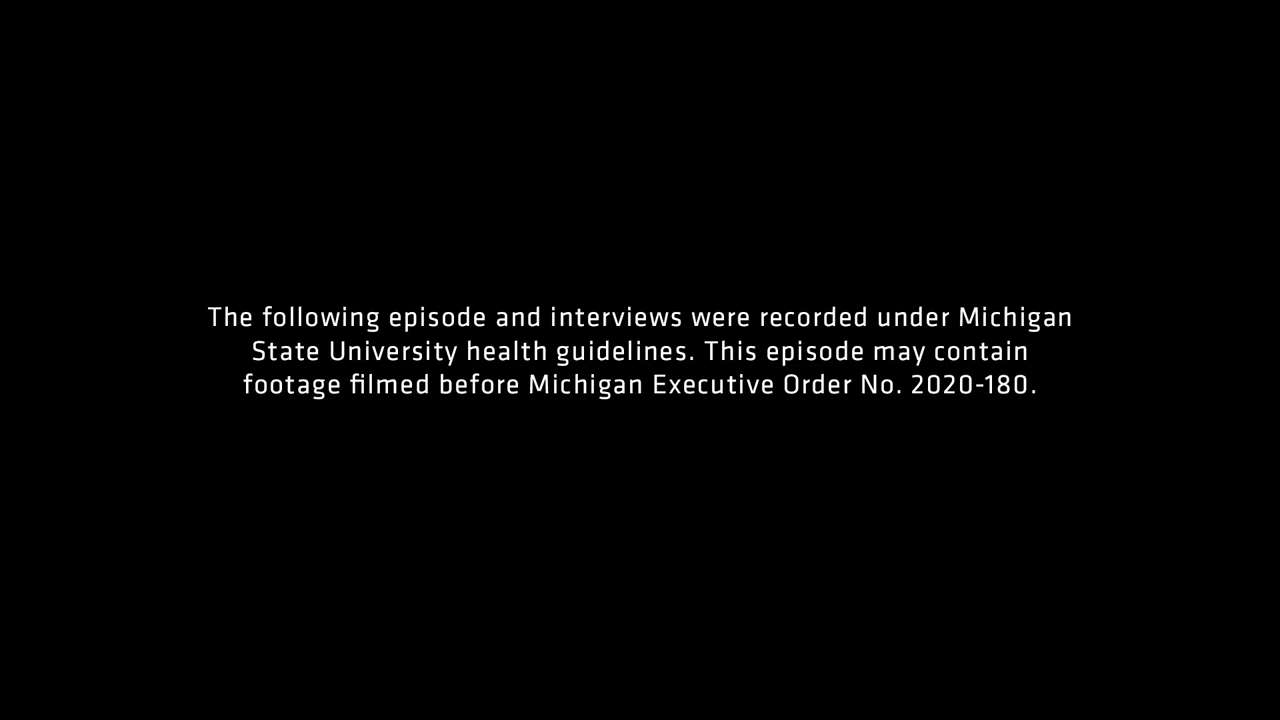 The following episode and interviews were recorded under Michigan
State University health guidelines. This episode may contain
footage filmed before Michigan Executive Order No. 2020-180.